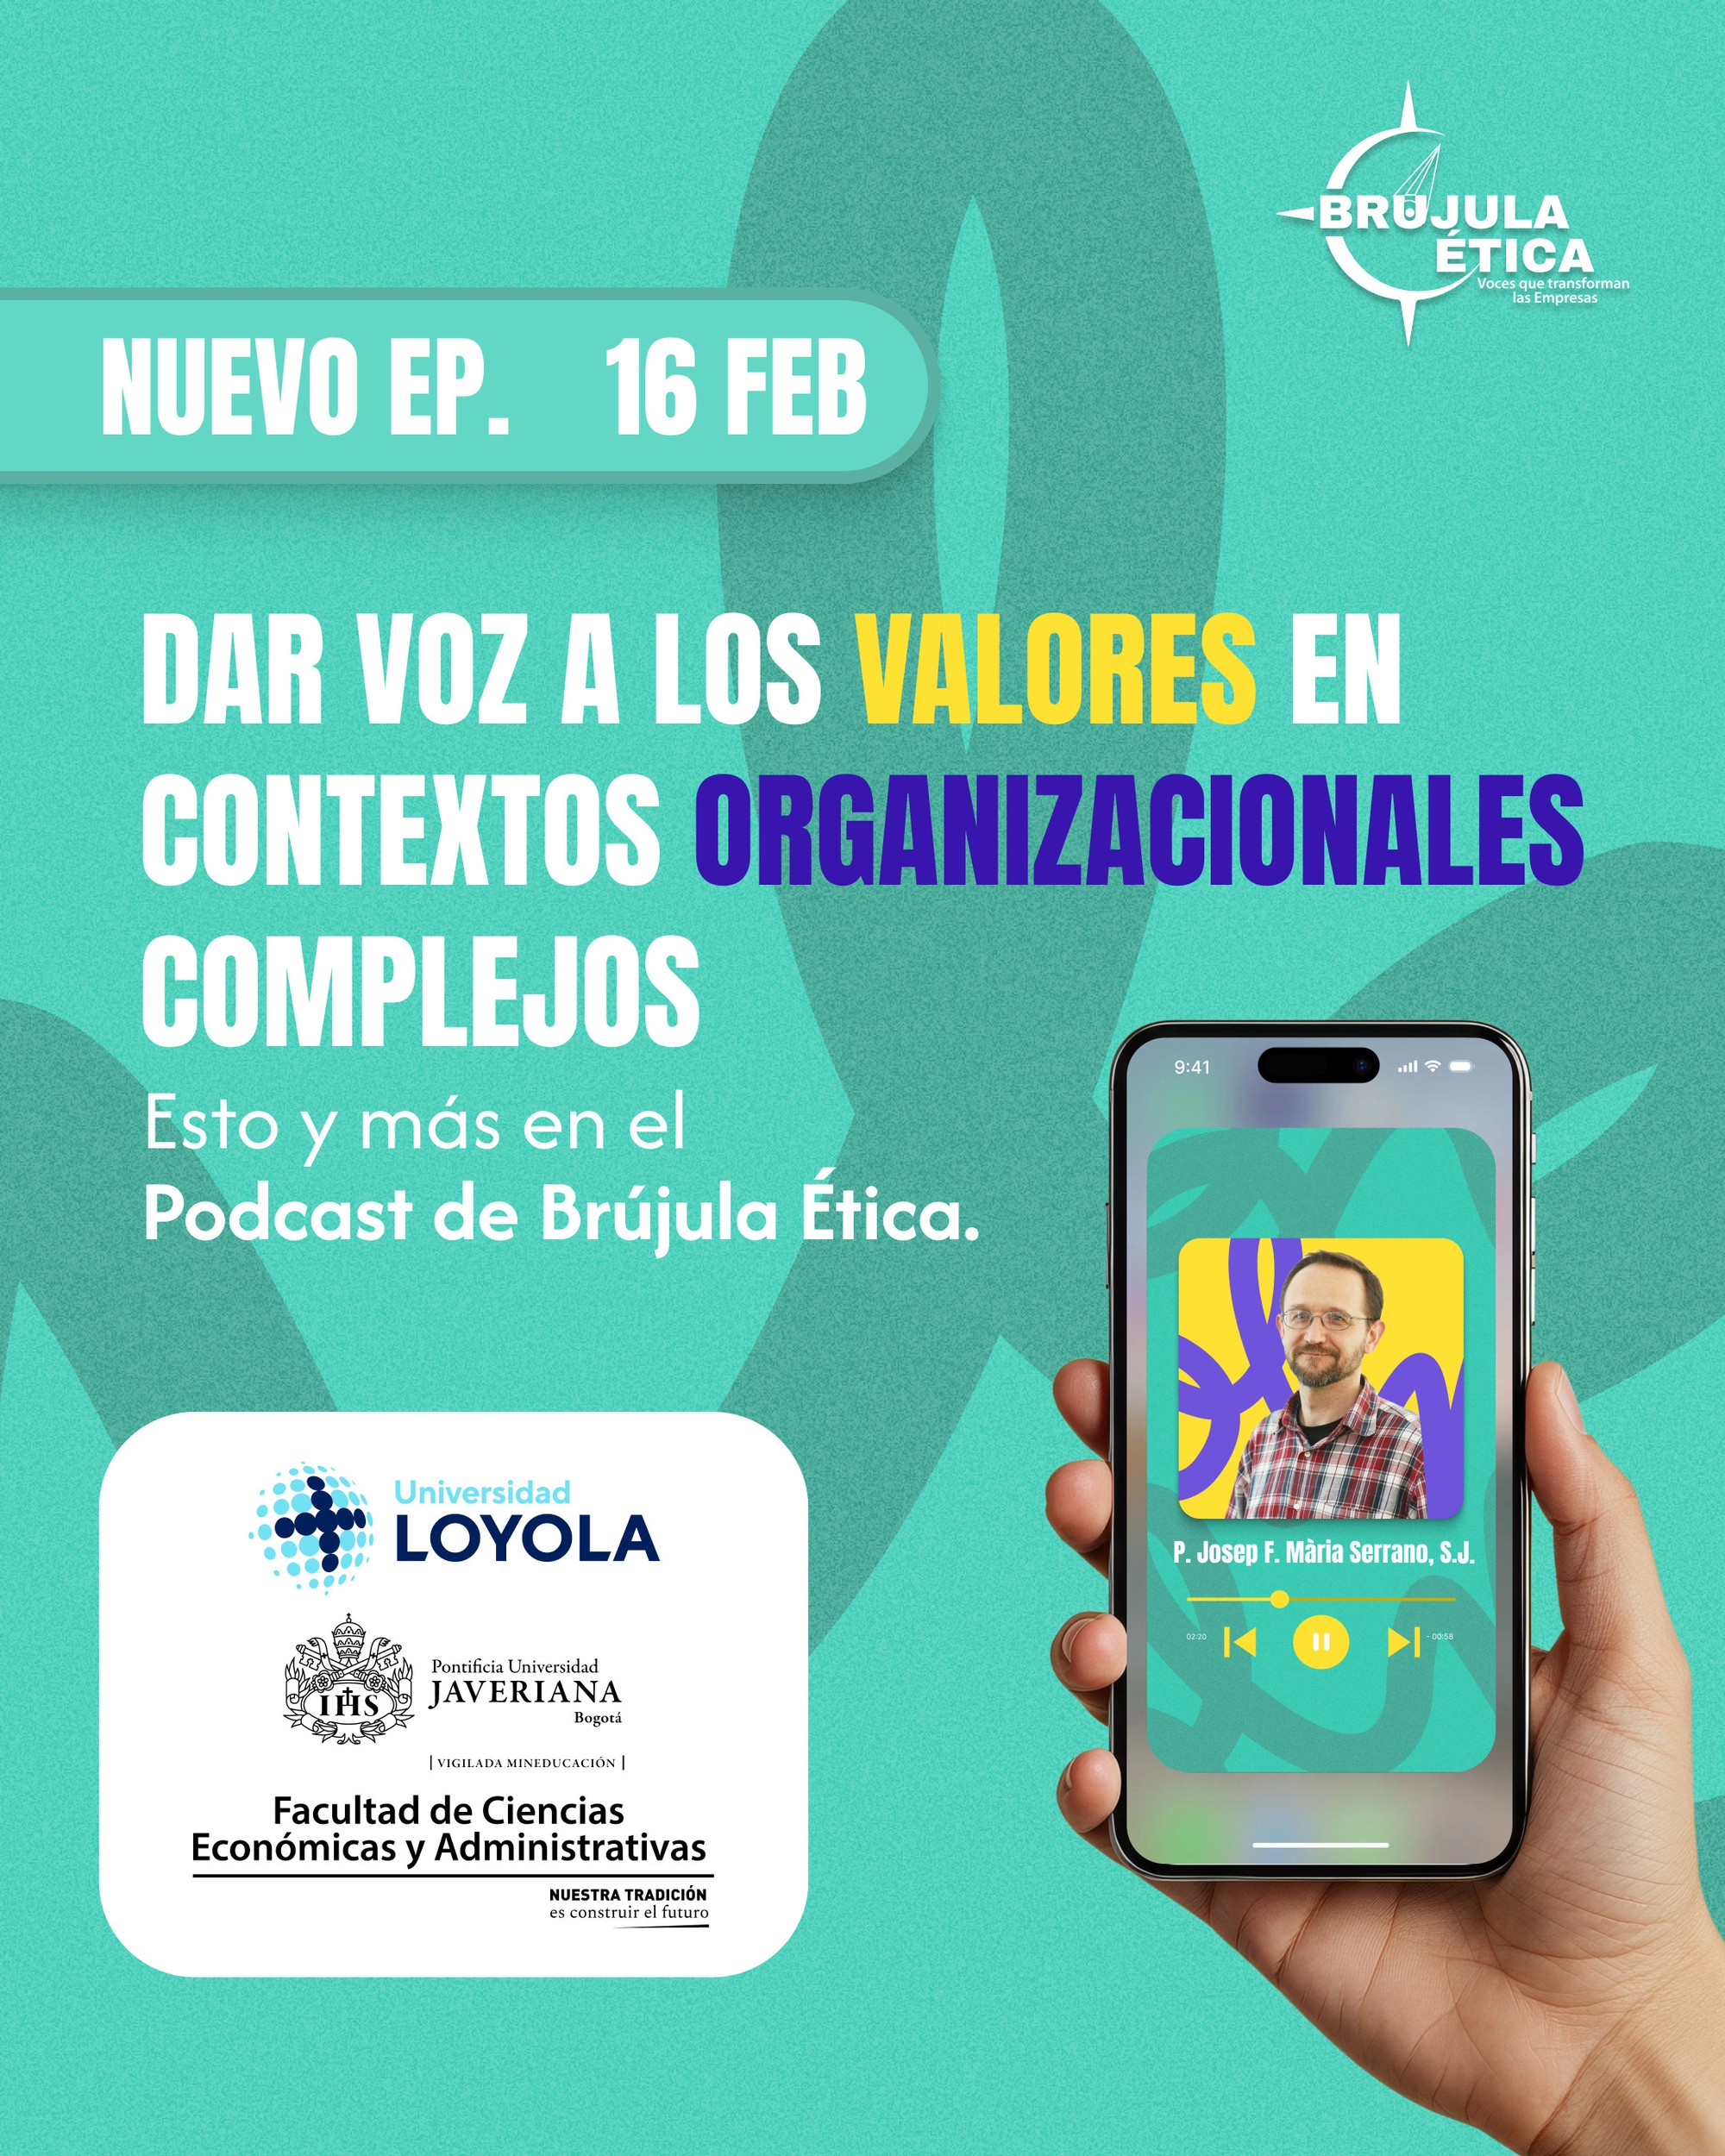 BRÚJULA
ÉTICA
Voces que transforman
las Empresas
NUEVO EP. 16 FEB
DAR VOZ A LOS VALORES EN
CONTEXTOS ORGANIZACIONALES
COMPLEJOS
Esto y más en el
Podcast de Brújula Ética.
9:41
P. Josep F. Mària Serrano, S.J.
02:20
- 00:58
Universidad
LOYOLA
IHS
Pontificia Universidad
JAVERIANA
Bogotá
| VIGILADA MINEDUCACIÓN |
Facultad de Ciencias
Económicas y Administrativas
NUESTRA TRADICIÓN
es construir el futuro